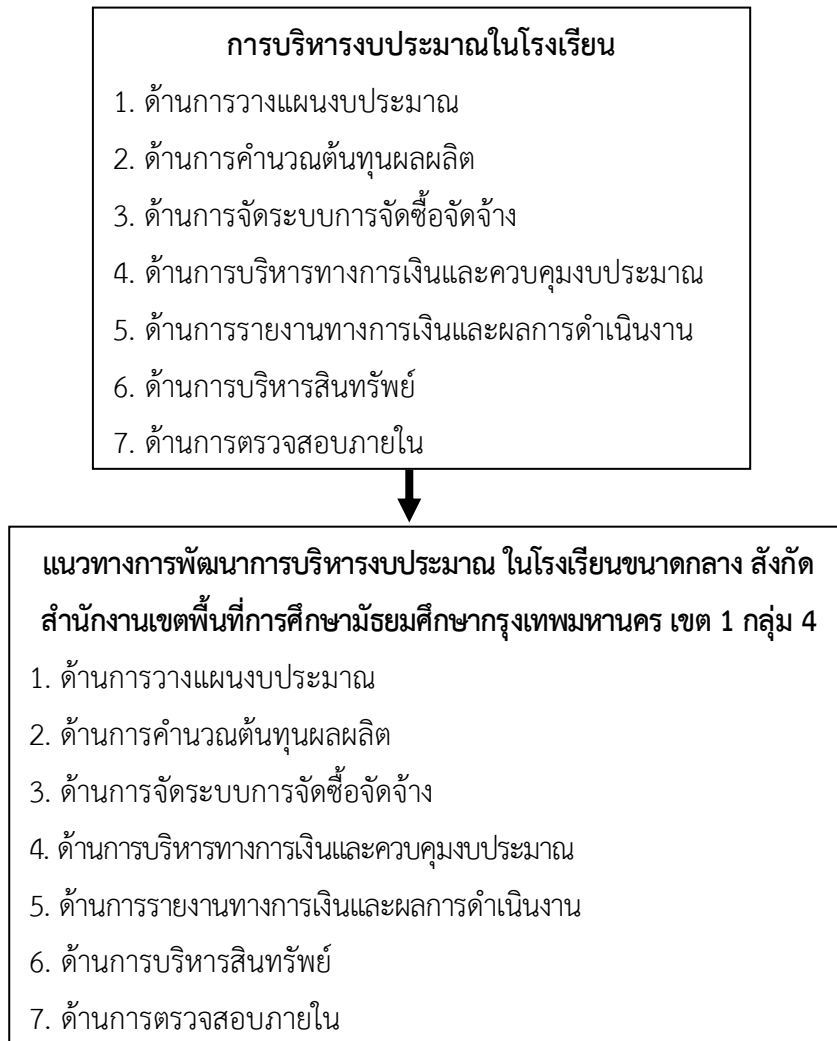 การบริหารงบประมาณในโรงเรียน
1. ด้านการวางแผนงบประมาณ
2. ด้านการคำนวณต้นทุนผลผลิต
3. ด้านการจัดระบบการจัดซื้อจัดจ้าง
4. ด้านการบริหารทางการเงินและควบคุมงบประมาณ
5. ด้านการรายงานทางการเงินและผลการดำเนินงาน
6. ด้านการบริหารสินทรัพย์
7. ด้านการตรวจสอบภายใน
แนวทางการพัฒนาการบริหารงบประมาณ ในโรงเรียนขนาดกลาง สังกัด
สำนักงานเขตพื้นที่การศึกษามัธยมศึกษากรุงเทพมหานคร เขต 1 กลุ่ม 4
1. ด้านการวางแผนงบประมาณ
2. ด้านการคำนวณต้นทุนผลผลิต
3. ด้านการจัดระบบการจัดซื้อจัดจ้าง
4. ด้านการบริหารทางการเงินและควบคุมงบประมาณ
5. ด้านการรายงานทางการเงินและผลการดำเนินงาน
6. ด้านการบริหารสินทรัพย์
7. ด้านการตรวจสอบภายใน